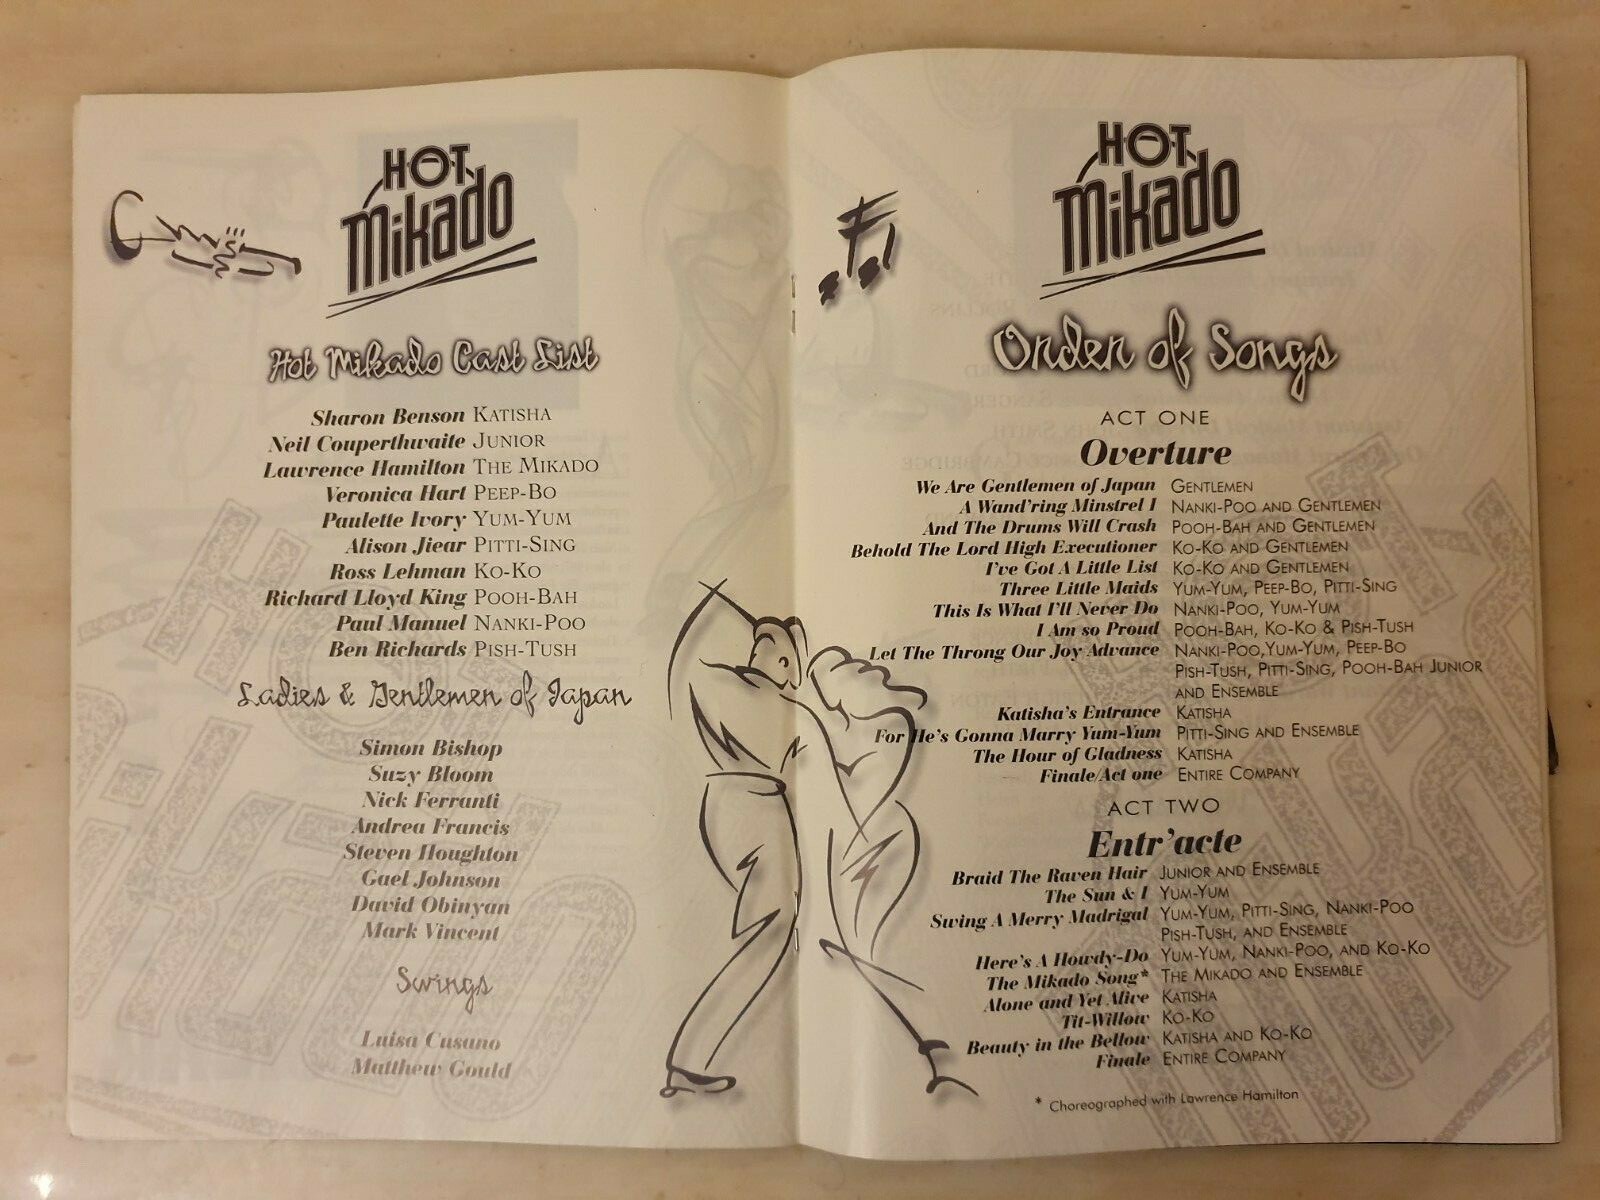 HOT
Mikado
Hot Mikado Cast List
Sharon Benson KATISHA
Neil Couperthwaite JUNIOR
Lawrence Hamilton THE MIKADO
Veronica Hart PEEP-BO
Paulette Ivory YUM-YUM
Alison Jiear PITTI-SING
Ross Lehman KO-KO
Richard Lloyd King POOH-BAH
Paul Manuel NANKI-POO
Ben Richards PISH-TUSH
Ladies & Gentlemen of Japan
Simon Bishop
Suzy Bloom
Nick Ferranti
Andrea Francis
Steven Houghton
Gael Johnson
David Obinyan
Mark Vincent
Swings
Luisa Cusano
Matthew Gould
HOT
Mikado
Order of Songs
ACT ONE
Overture
We Are Gentlemen of Japan GENTLEMEN
A Wand'ring Minstrel I NANKI-POO AND GENTLEMEN
And The Drums Will Crash POOH-BAH AND GENTLEMEN
Behold The Lord High Executioner KO-KO AND GENTLEMEN
I've Got A Little List KO-KO AND GENTLEMEN
Three Little Maids YUM-YUM, PEEP-BO, PITTI-SING
This Is What I'll Never Do NANKI-POO, YUM-YUM
I Am so Proud POOH-BAH, KO-KO & PISH-TUSH
Let The Throng Our Joy Advance NANKI-POO,YUM-YUM, PEEP-BO
PISH-TUSH, PITTI-SING, POOH-BAH JUNIOR
AND ENSEMBLE
Katisha's Entrance KATISHA
For He's Gonna Marry Yum-Yum PITTI-SING AND ENSEMBLE
The Hour of Gladness KATISHA
Finale/Act one ENTIRE COMPANY
ACT TWO
Entr'acte
Braid The Raven Hair JUNIOR AND ENSEMBLE
The Sun & I YUM-YUM
Swing A Merry Madrigal YUM-YUM, PITTI-SING, NANKI-POO
PISH-TUSH, AND ENSEMBLE
Here's A Howdy-Do YUM-YUM, NANKI-POO, AND KO-KO
The Mikado Song* THE MIKADO AND ENSEMBLE
Alone and Yet Alive KATISHA
Tit-Willow KO-KO
Beauty in the Bellow KATISHA AND KO-KO
Finale ENTIRE COMPANY
* Choreographed with Lawrence Hamilton